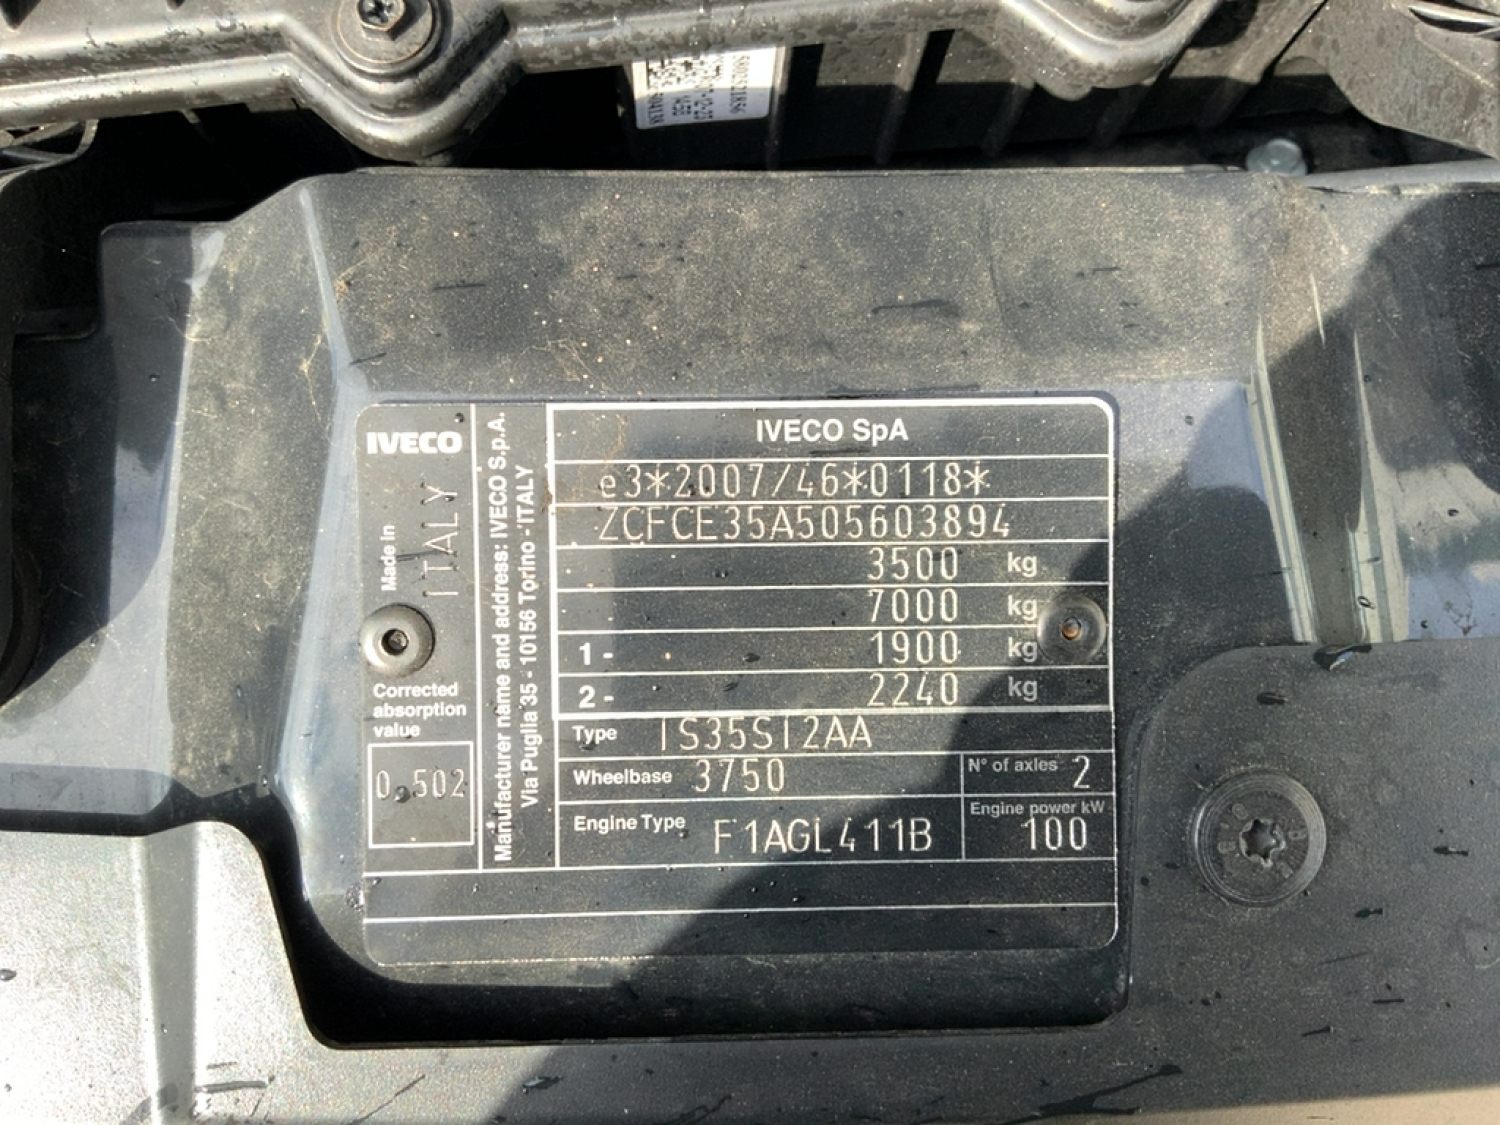 IVECO
Made in ITALY
Corrected
absorption
value
0.502
Manufacturer name and address: IVECO S.p.A.
Via Puglia 35 - 10156 Torino - ITALY
IVECO SpA
e3*2007/46*0118*
ZCFCE35A505603894
3500 kg
7000 kg
1- 1900 kg
2- 2240 kg
Type IS35SI2AA
Wheelbase 3750
N° of axles 2
Engine Type F1AGL411B
Engine power kW
100